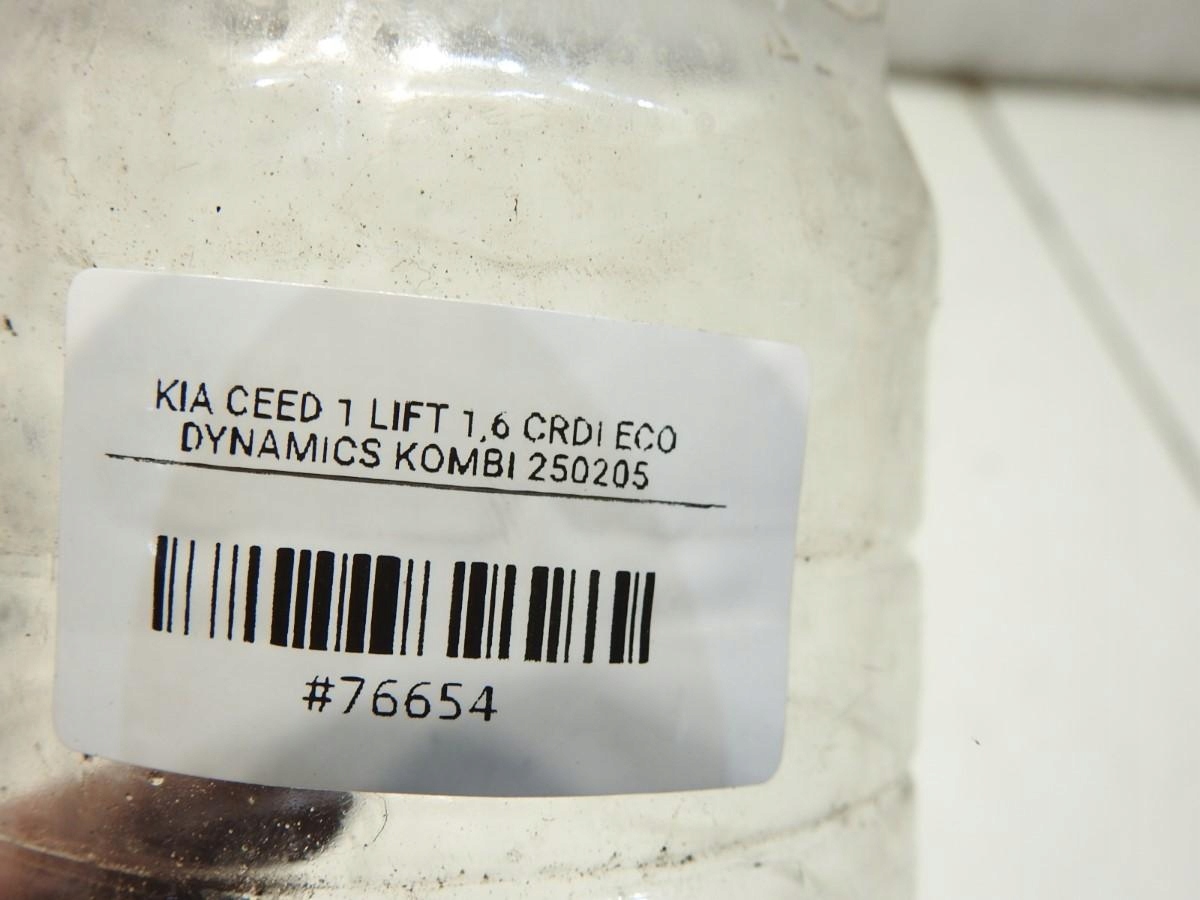 KIA CEED 1 LIFT 1,6 CRDI ECO
DYNAMICS KOMBI 250205
#76654